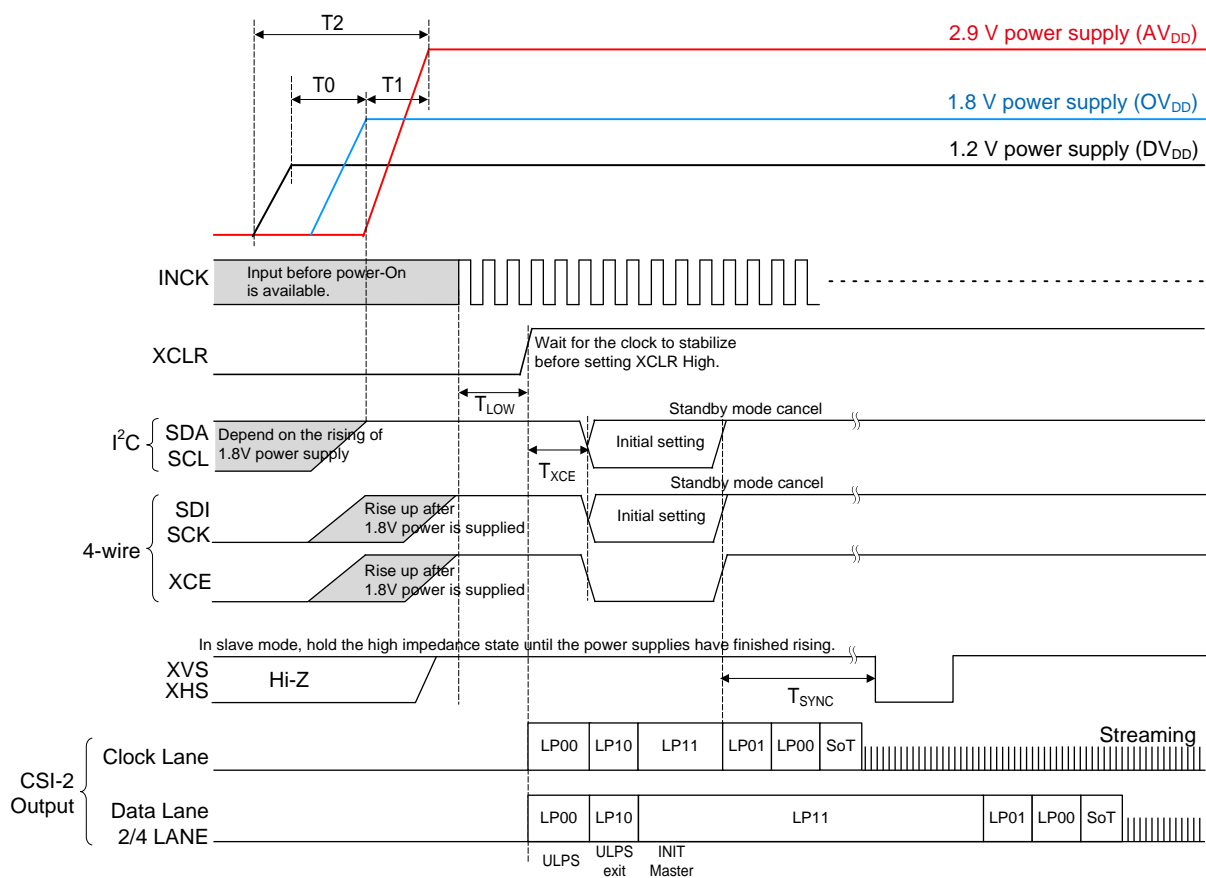 T2
2.9 V power supply (AVDD)
T0
T1
1.8 V power supply (OVDD)
1.2 V power supply (DVDD)
INCK
Input before power-On
is available.
XCLR
Wait for the clock to stabilize
before setting XCLR High.
TLOW
I²C
SDA
SCL
Depend on the rising of
1.8V power supply
Standby mode cancel
Initial setting
TXCE
4-wire
SDI
SCK
Rise up after
1.8V power is supplied
Standby mode cancel
Initial setting
XCE
Rise up after
1.8V power is supplied
In slave mode, hold the high impedance state until the power supplies have finished rising.
XVS
XHS
Hi-Z
TSYNC
CSI-2
Output
Clock Lane
LP00
LP10
LP11
LP01
LP00
SoT
Streaming
Data Lane
2/4 LANE
LP00
LP10
LP11
LP01
LP00
SoT
ULPS
ULPS
exit
INIT
Master